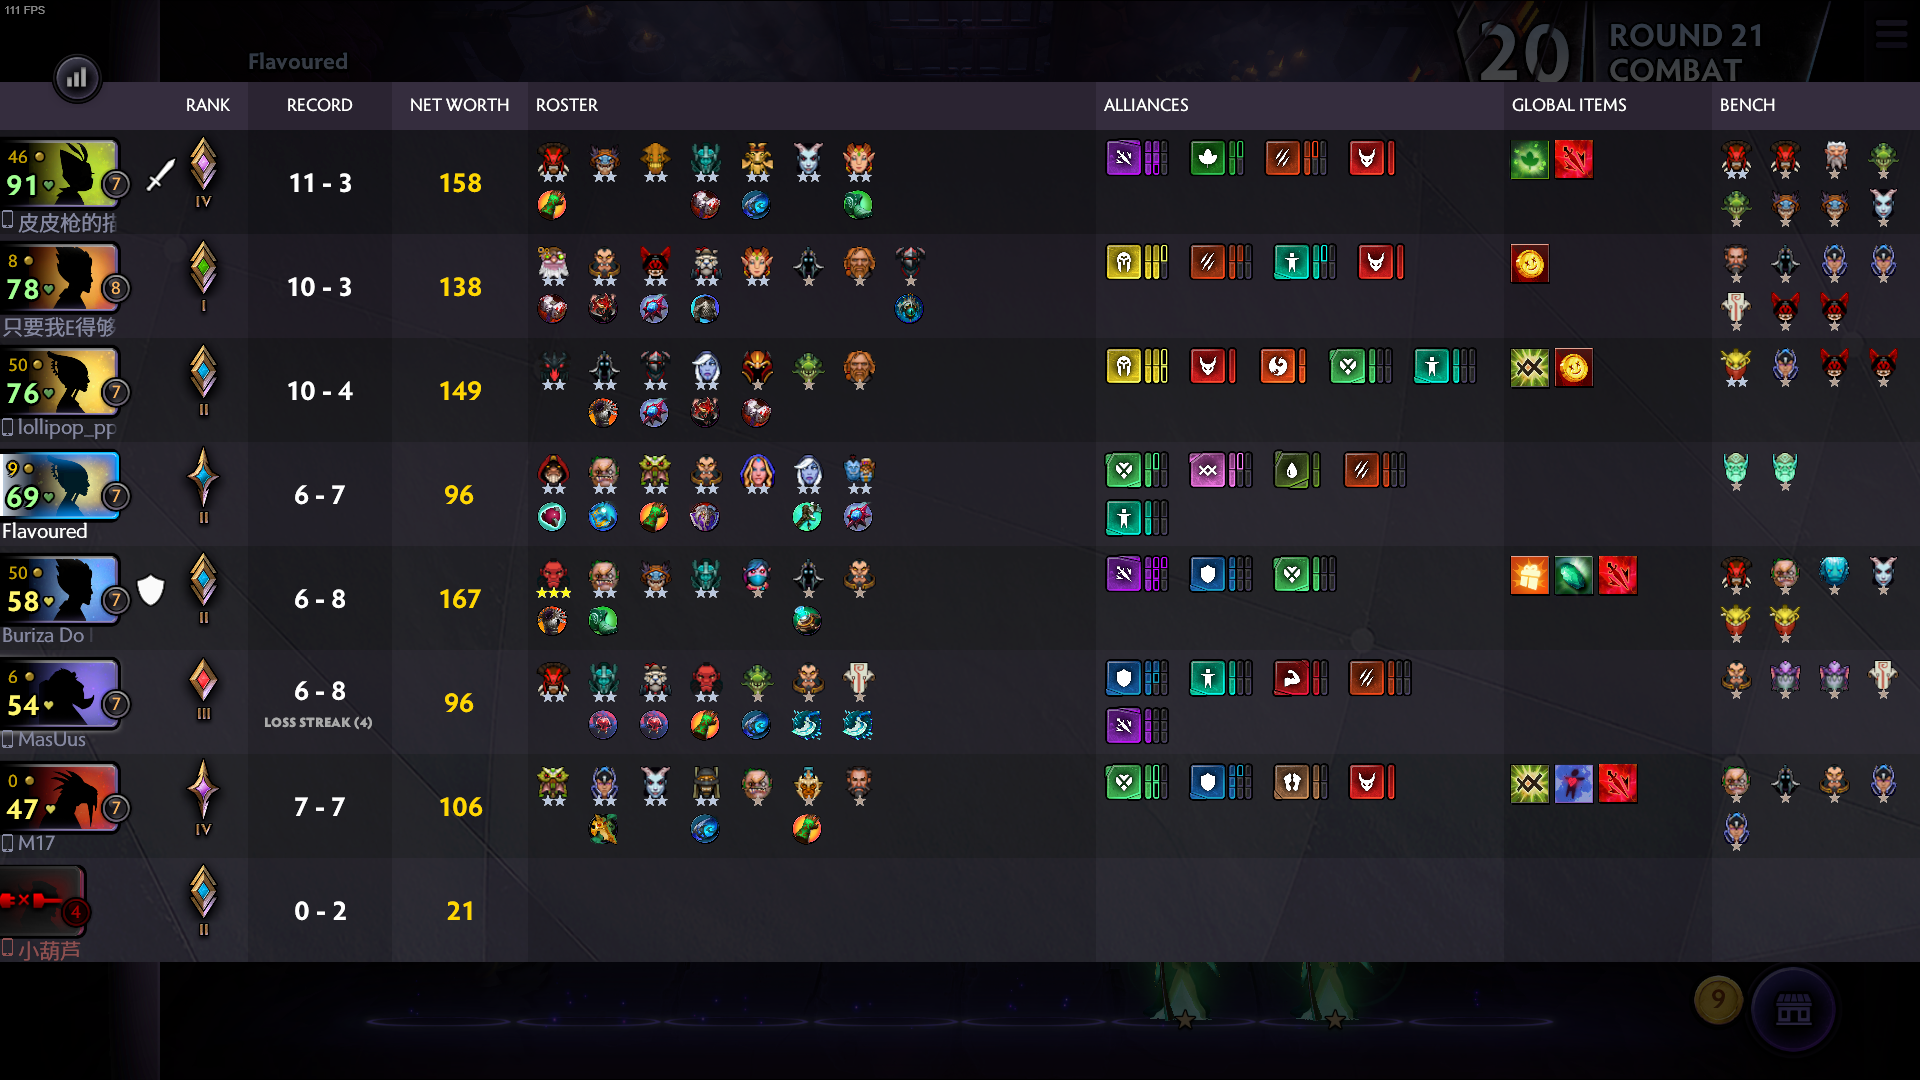 111 FPS
Flavoured
20
ROUND 21
COMBAT
RANK RECORD NET WORTH ROSTER ALLIANCES GLOBAL ITEMS BENCH
46
91 7 IV 11 - 3 158
皮皮枪的
8
78 8 I 10 - 3 138
只要我E得够
50
76 7 II 10 - 4 149
lollipop_pp
9
69 7 II 6 - 7 96
Flavoured
50
58 7 II 6 - 8 167
Buriza Do
6
54 7 III 6 - 8 96
LOSS STREAK (4)
MasUus
0
47 7 IV 7 - 7 106
M17
4 II 0 - 2 21
小葫芦
9